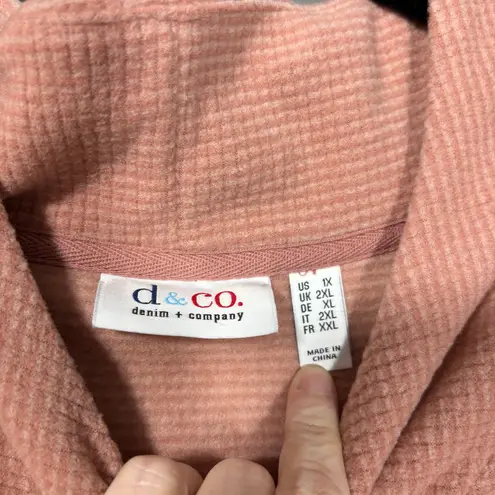 d & co.
denim + company
US 1X
UK 2XL
DE XL
IT 2XL
FR XXL
MADE IN
CHINA